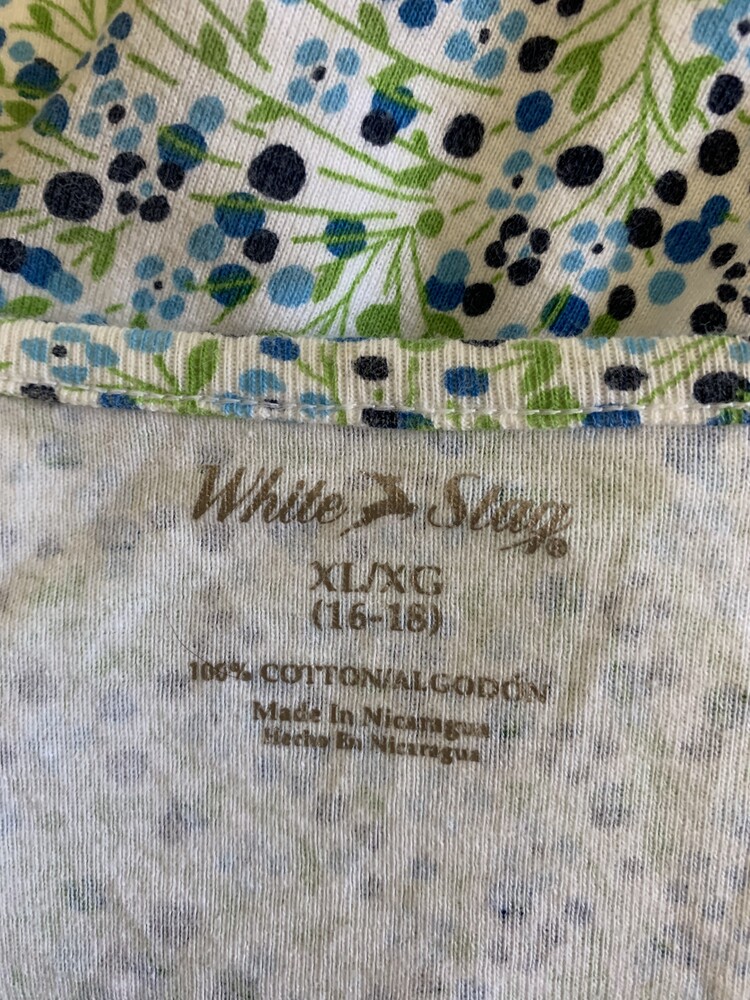 White Stag®
XL/XG
(16-18)
100% COTTON/ALGODÓN
Made In Nicaragua
Hecho En Nicaragua